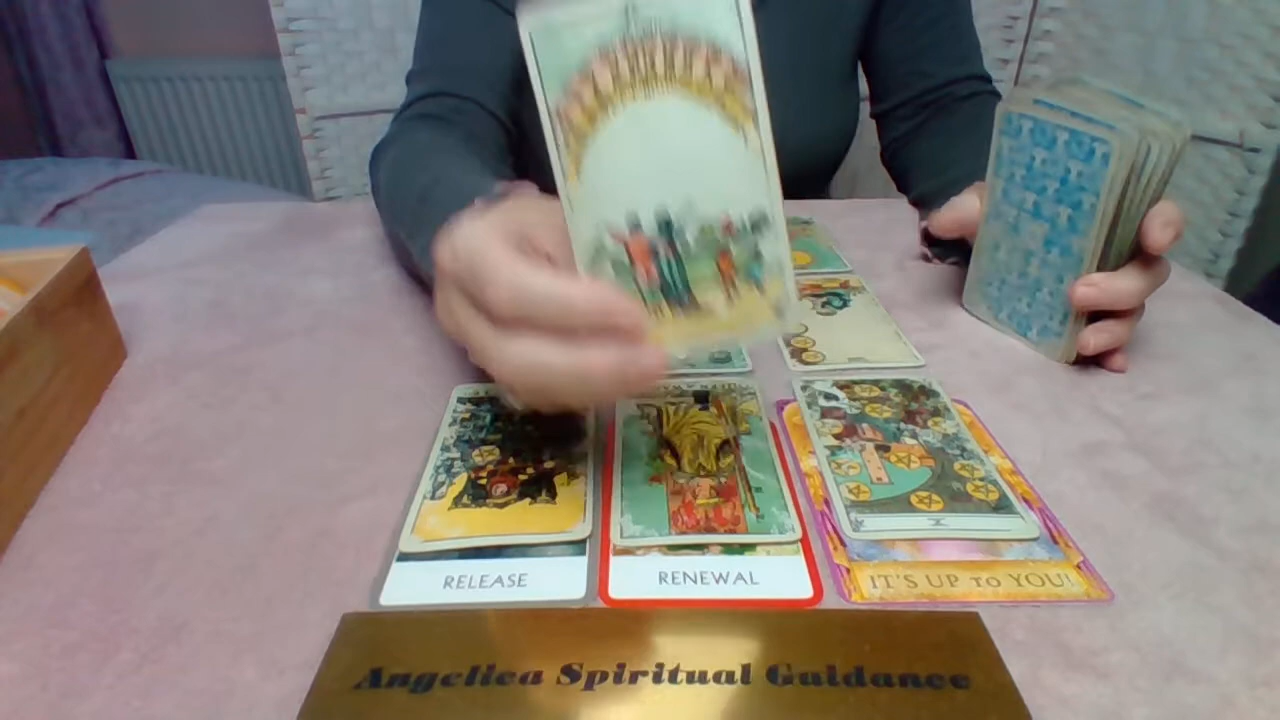 X
RELEASE
RENEWAL
IT'S UP to YOU!
Angelica Spiritual Guidance